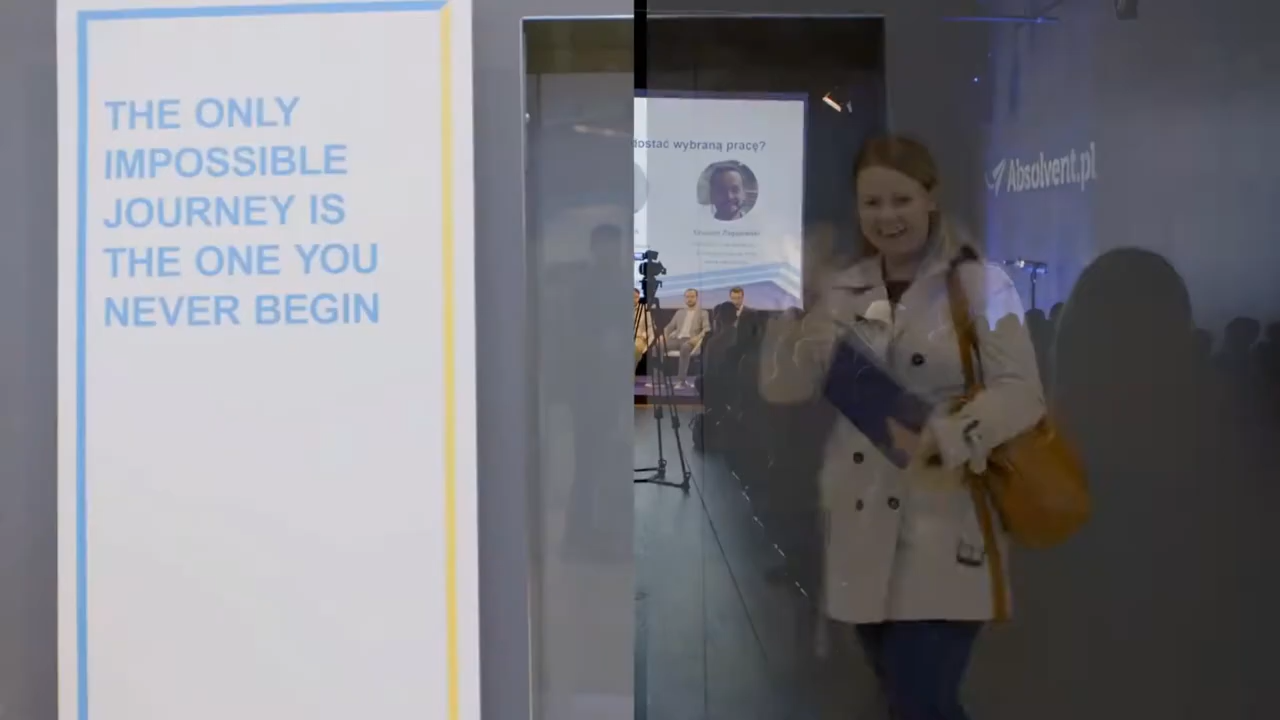 THE ONLY
IMPOSSIBLE
JOURNEY IS
THE ONE YOU
NEVER BEGIN
dostać wybraną pracę?
Absolvent.pl